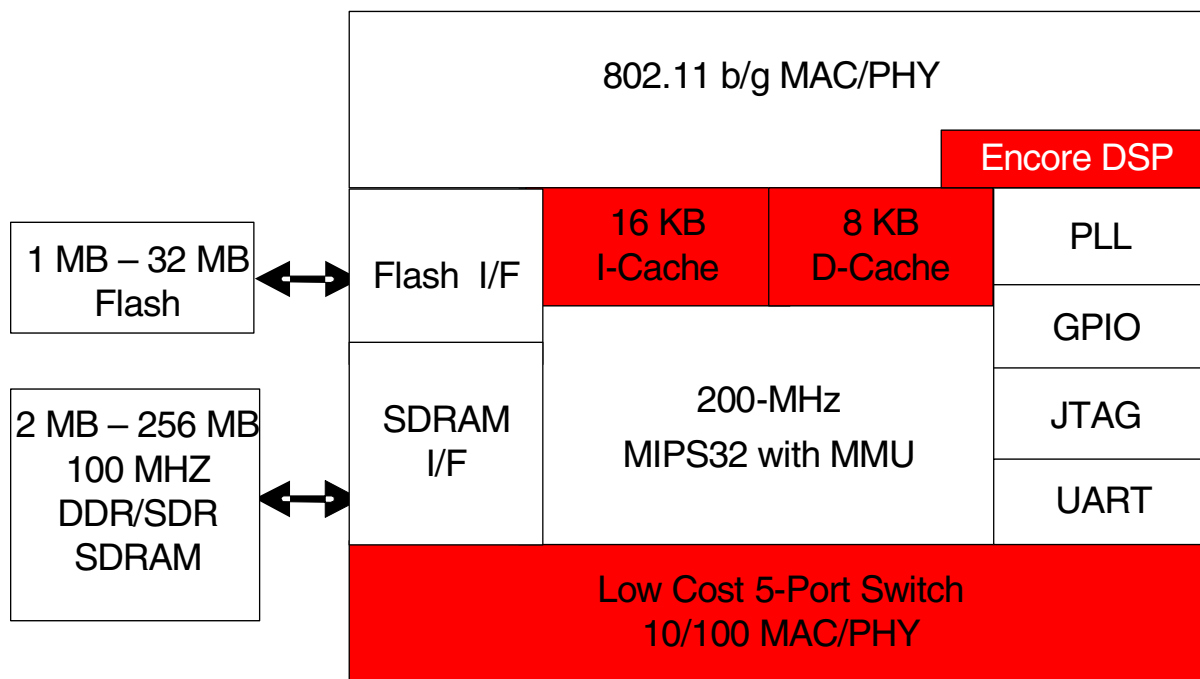 802.11 b/g MAC/PHY
Encore DSP
1 MB – 32 MB
Flash
Flash I/F
16 KB
I-Cache
8 KB
D-Cache
PLL
GPIO
2 MB – 256 MB
100 MHZ
DDR/SDR
SDRAM
SDRAM
I/F
200-MHz
MIPS32 with MMU
JTAG
UART
Low Cost 5-Port Switch
10/100 MAC/PHY